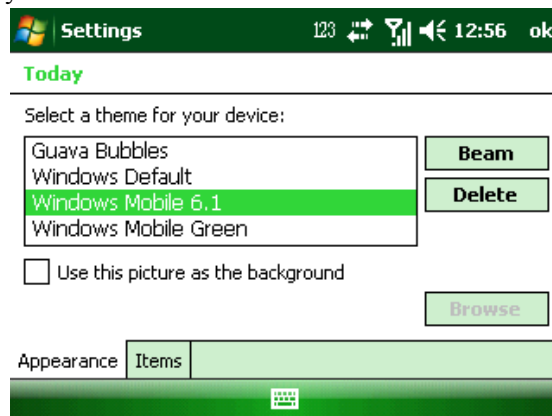 Settings 123 12:56 ok
Today
Select a theme for your device:
Guava Bubbles
Windows Default
Windows Mobile 6.1
Windows Mobile Green
Beam
Delete
Use this picture as the background
Browse
Appearance Items